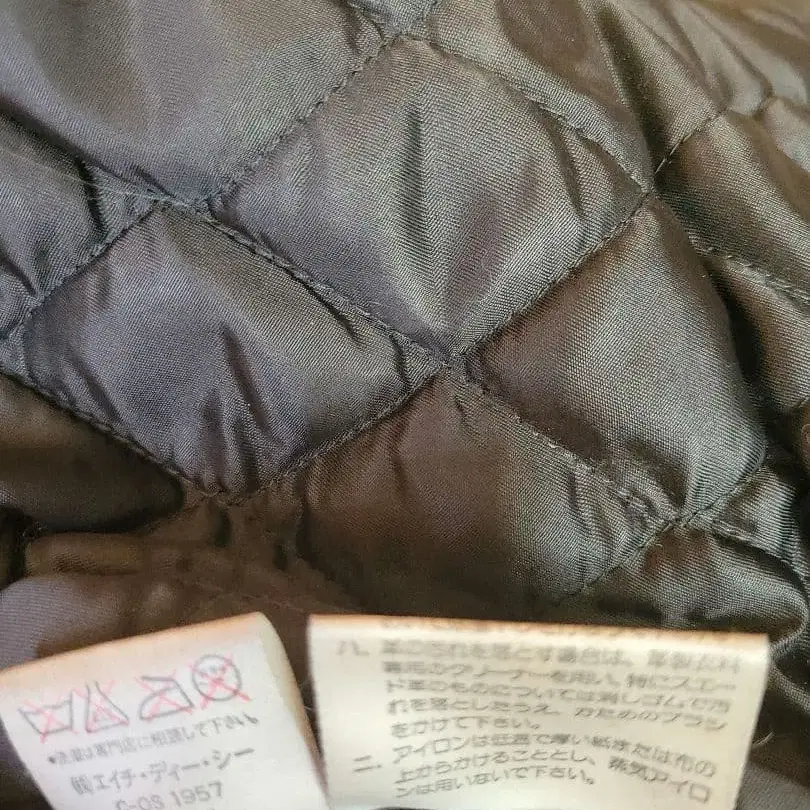 ●洗濯は専門店に相談して下さい。
㈲エイチ・ディー・シー
C-03 1957
ハ. 革の汚れを落とす場合は、革製衣料
専用のクリーナーを用い、特にスエー
ド革のものについては消しゴムで汚
れを落としたうえ、かためのブラシ
をかけて下さい。
ニ. アイロンは低温で厚い紙または布の
上からかけることとし、蒸気アイロ
ンは用いないで下さい。